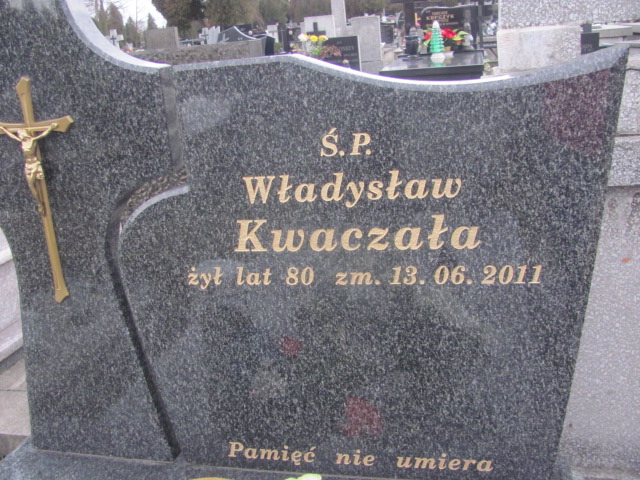 Ś.P.
Władysław
Kwaczała
żył lat 80 zm. 13. 06. 2011
Pamięć nie umiera